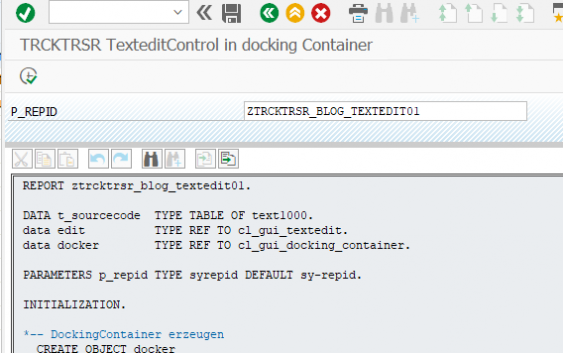 TRCKTRSR TexteditControl in docking Container
P_REPID ZTRCKTRSR_BLOG_TEXTEDIT01
REPORT ztrcktrsr_blog_textedit01.
DATA t_sourcecode TYPE TABLE OF text1000.
data edit TYPE REF TO cl_gui_textedit.
data docker TYPE REF TO cl_gui_docking_container.
PARAMETERS p_repid TYPE syrepid DEFAULT sy-repid.
INITIALIZATION.
*-- DockingContainer erzeugen
CREATE OBJECT docker